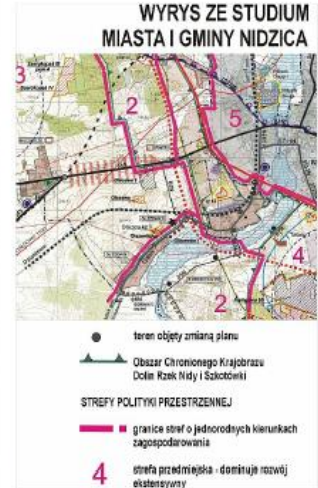 WYRYS ZE STUDIUM
MIASTA I GMINY NIDZICA
3
2
5
4
2
teren objęty zmianą planu
Obszar Chronionego Krajobrazu
Dolin Rzek Nidy i Szkotówki
STREFY POLITYKI PRZESTRZENNEJ
granice stref o jednorodnych kierunkach
zagospodarowania
4 strefa przedmiejska - dominuje rozwój
ekstensywny